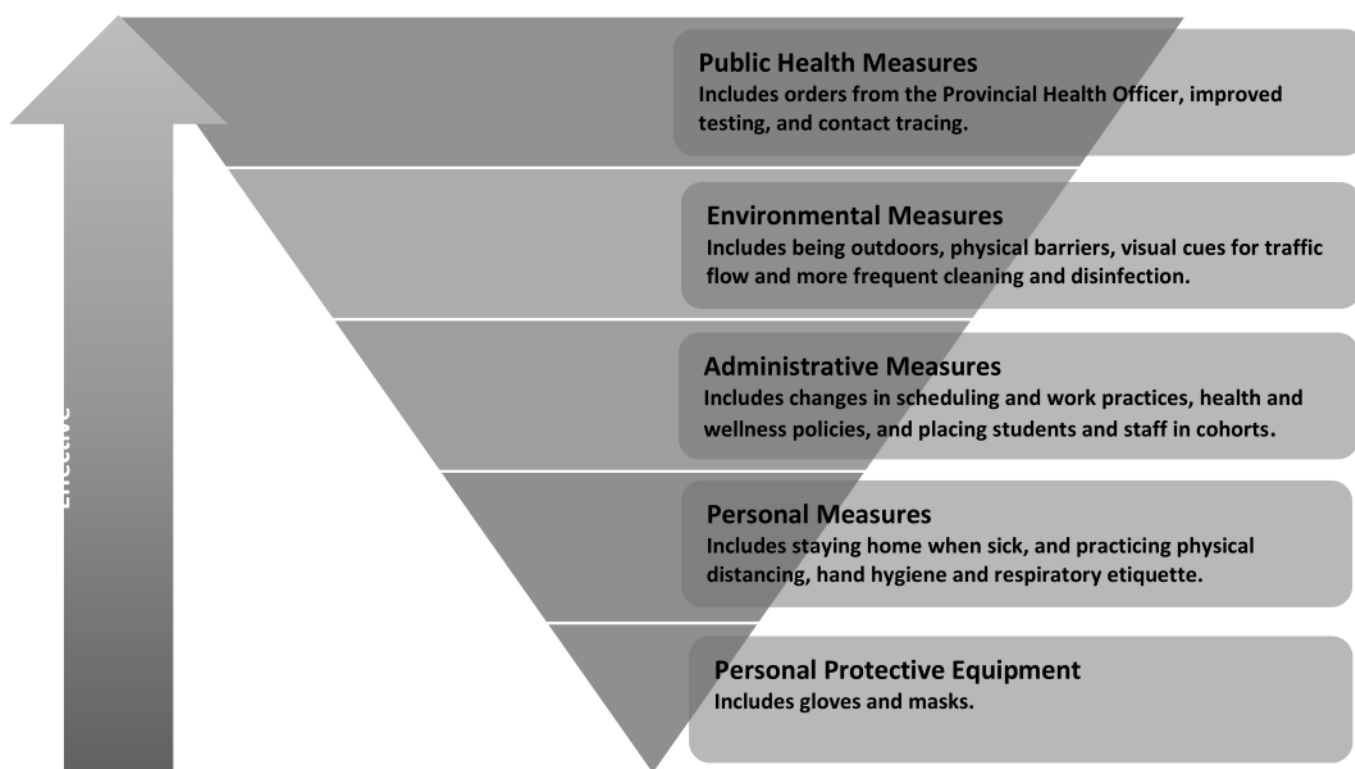 Public Health Measures
Includes orders from the Provincial Health Officer, improved
testing, and contact tracing.
Environmental Measures
Includes being outdoors, physical barriers, visual cues for traffic
flow and more frequent cleaning and disinfection.
Administrative Measures
Includes changes in scheduling and work practices, health and
wellness policies, and placing students and staff in cohorts.
Personal Measures
Includes staying home when sick, and practicing physical
distancing, hand hygiene and respiratory etiquette.
Personal Protective Equipment
Includes gloves and masks.
Effective